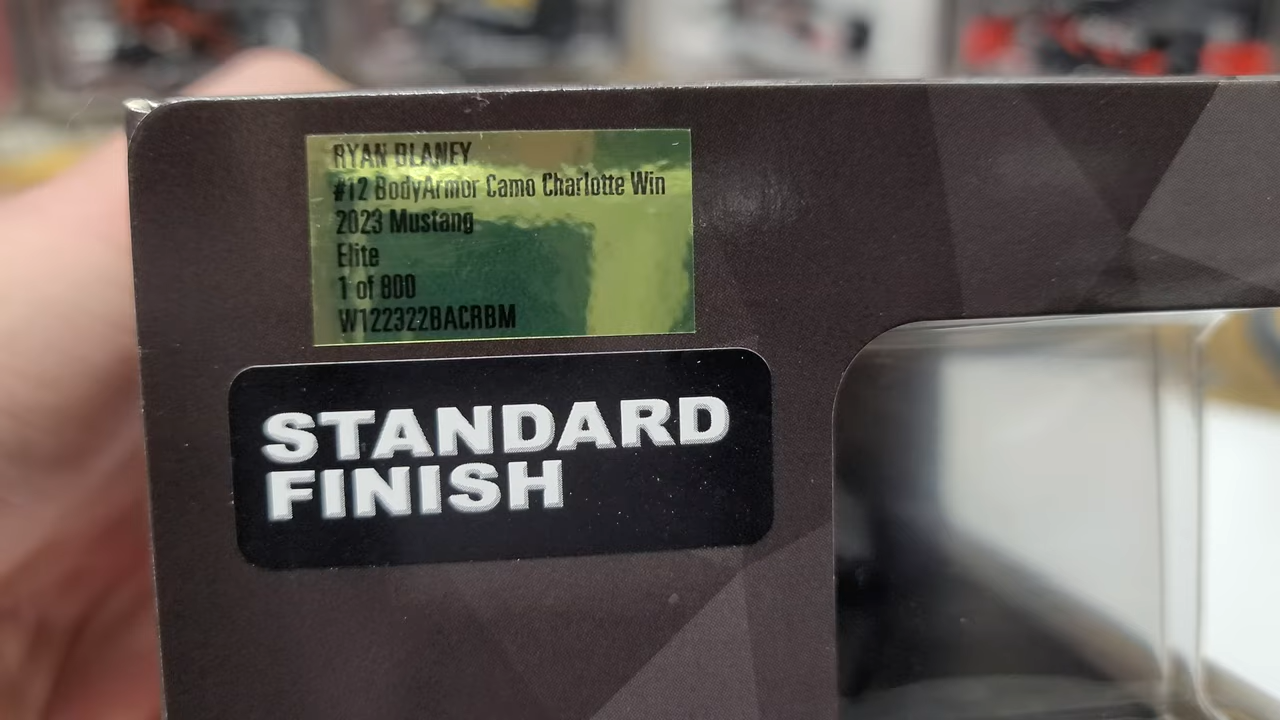 RYAN BLANEY
#12 BodyArmor Camo Charlotte Win
2023 Mustang
Elite
1 of 800
W122322BACRBM
STANDARD
FINISH